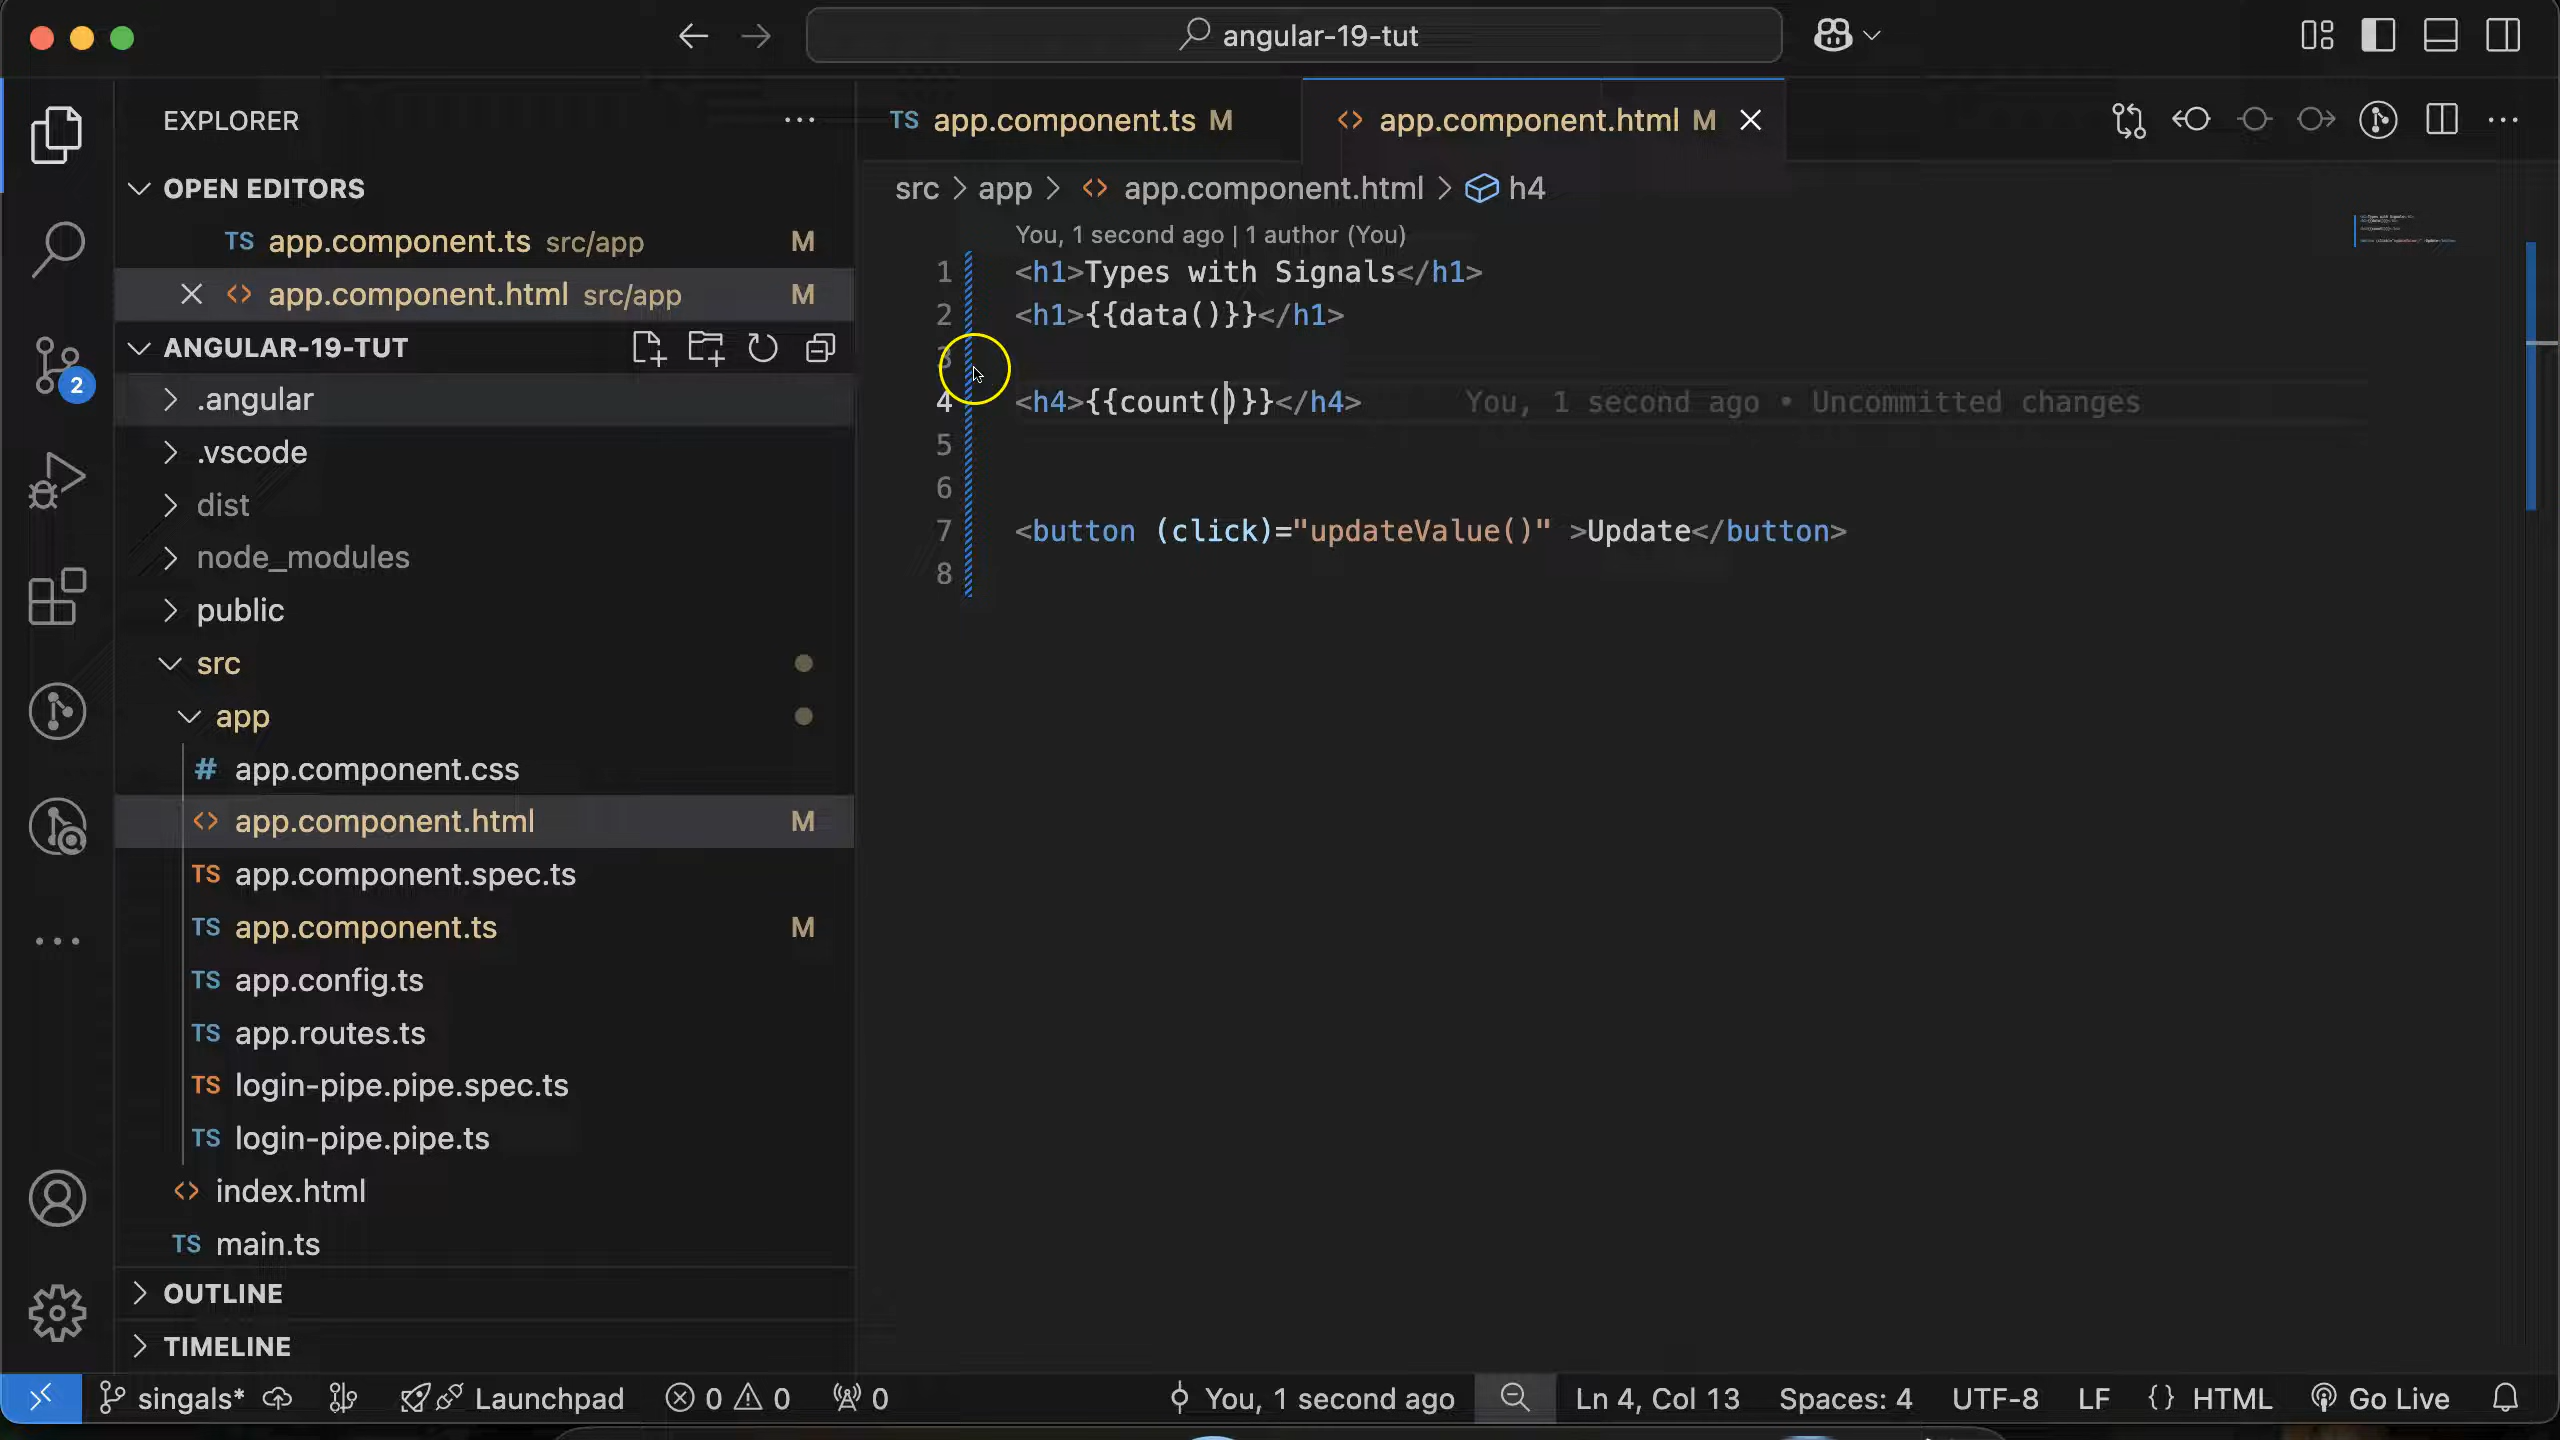 angular-19-tut
EXPLORER
OPEN EDITORS
TS app.component.ts src/app M
<> app.component.html src/app M
ANGULAR-19-TUT
.angular
.vscode
dist
node_modules
public
src
app
# app.component.css
<> app.component.html M
TS app.component.spec.ts
TS app.component.ts M
TS app.config.ts
TS app.routes.ts
TS login-pipe.pipe.spec.ts
TS login-pipe.pipe.ts
<> index.html
TS main.ts
OUTLINE
TIMELINE
2
TS app.component.ts M
<> app.component.html M
src > app > <> app.component.html > h4
You, 1 second ago | 1 author (You)
1 <h1>Types with Signals</h1>
2 <h1>{{data()}}</h1>
3
4 <h4>{{count()}}</h4> You, 1 second ago • Uncommitted changes
5
6
7 <button (click)="updateValue()" >Update</button>
8
singals* Launchpad 0 0 0 You, 1 second ago Ln 4, Col 13 Spaces: 4 UTF-8 LF {} HTML Go Live